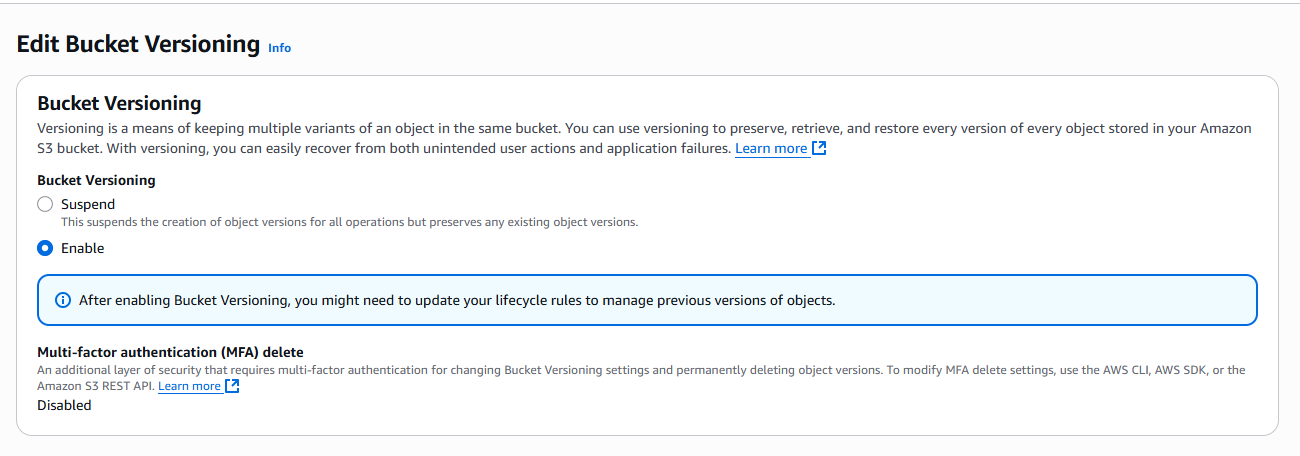 Edit Bucket Versioning Info
Bucket Versioning
Versioning is a means of keeping multiple variants of an object in the same bucket. You can use versioning to preserve, retrieve, and restore every version of every object stored in your Amazon
S3 bucket. With versioning, you can easily recover from both unintended user actions and application failures. Learn more
Bucket Versioning
Suspend
This suspends the creation of object versions for all operations but preserves any existing object versions.
Enable
After enabling Bucket Versioning, you might need to update your lifecycle rules to manage previous versions of objects.
Multi-factor authentication (MFA) delete
An additional layer of security that requires multi-factor authentication for changing Bucket Versioning settings and permanently deleting object versions. To modify MFA delete settings, use the AWS CLI, AWS SDK, or the
Amazon S3 REST API. Learn more
Disabled